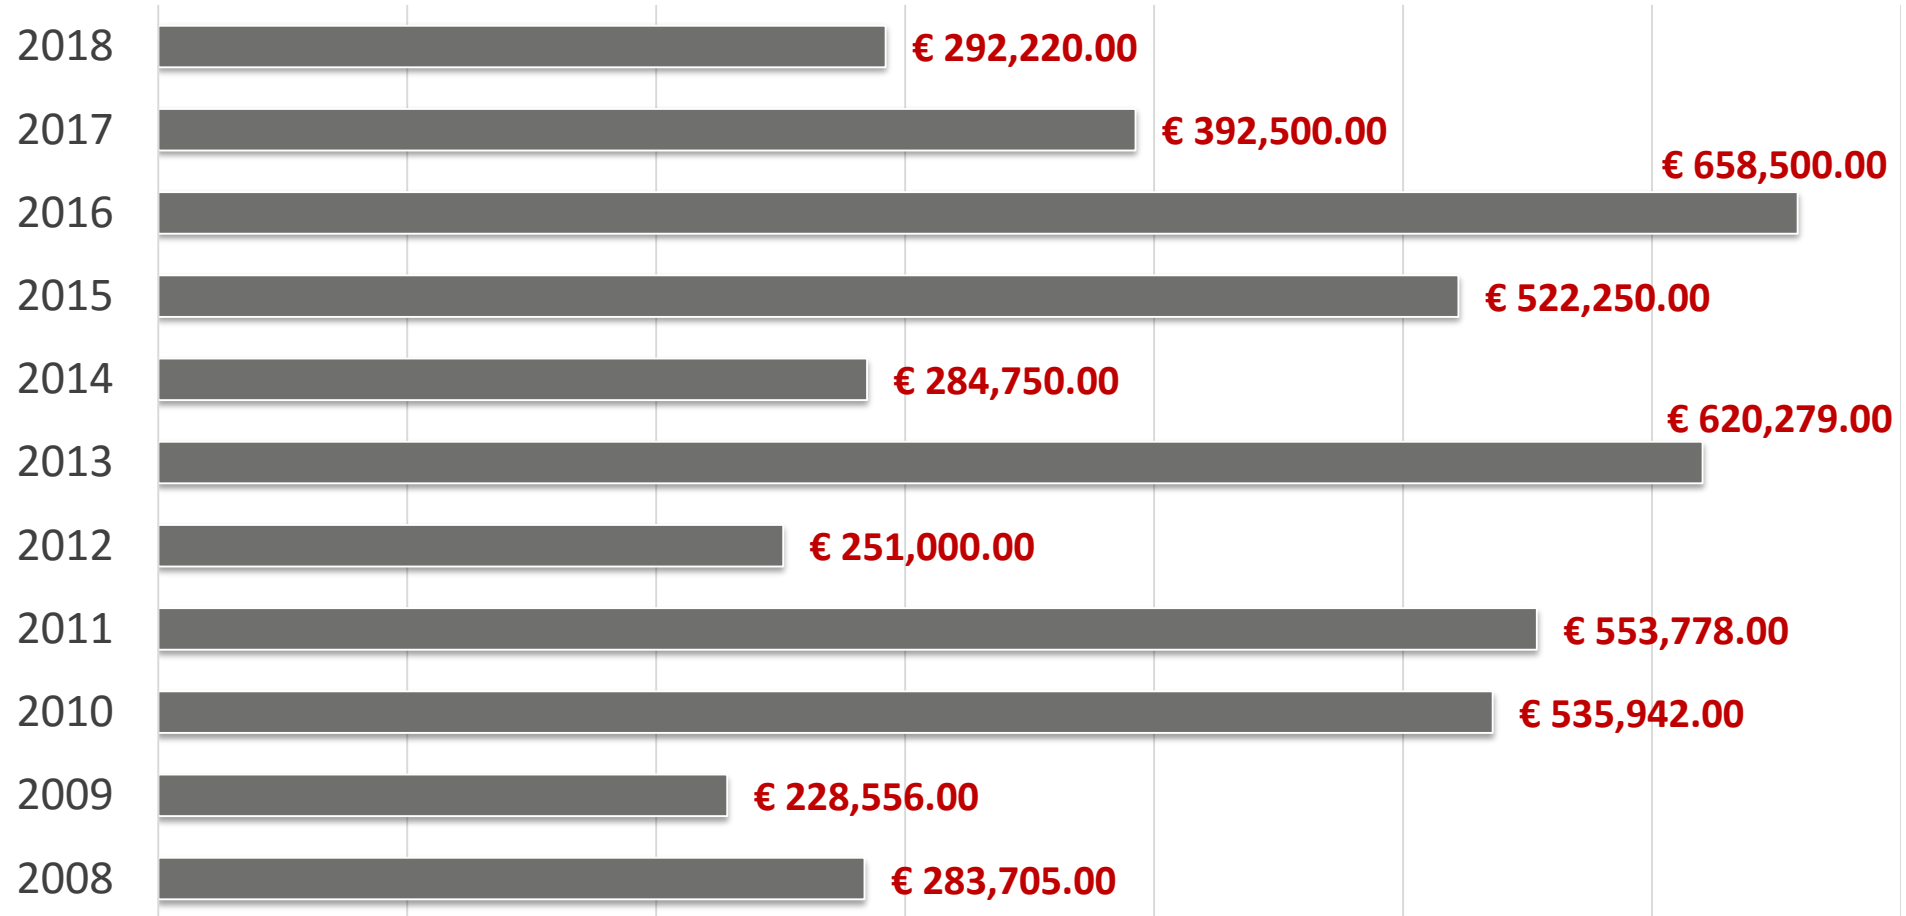 2018 € 292,220.00
2017 € 392,500.00
€ 658,500.00
2016
2015 € 522,250.00
2014 € 284,750.00
€ 620,279.00
2013
2012 € 251,000.00
2011 € 553,778.00
2010 € 535,942.00
2009 € 228,556.00
2008 € 283,705.00